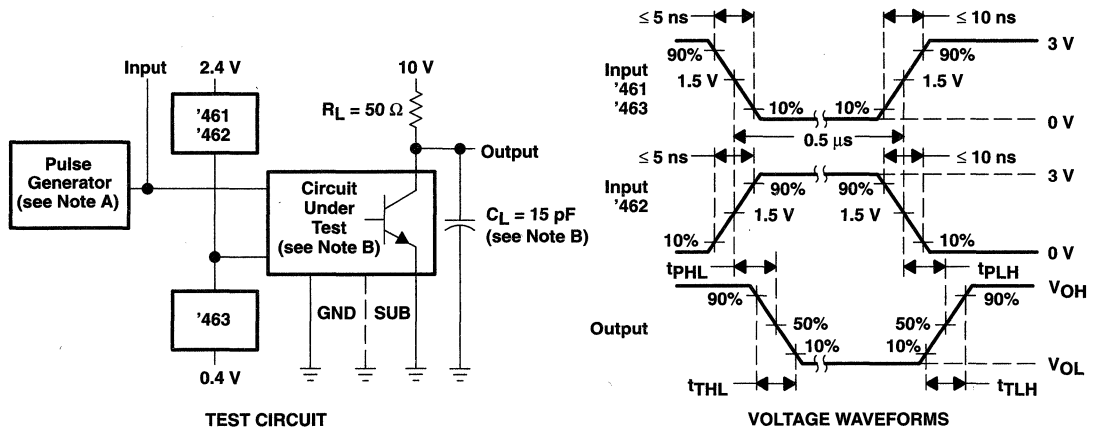 Input
2.4 V
10 V
'461
'462
R_L = 50 Ω
Pulse
Generator
(see Note A)
Output
Circuit
Under
Test
(see Note B)
C_L = 15 pF
(see Note B)
'463
GND
SUB
0.4 V
TEST CIRCUIT
≤ 5 ns
≤ 10 ns
3 V
90%
90%
Input
'461
'463
1.5 V
1.5 V
10%
10%
0 V
0.5 μs
≤ 5 ns
≤ 10 ns
3 V
Input
'462
90%
90%
1.5 V
1.5 V
10%
10%
0 V
t_PHL
t_PLH
V_OH
90%
90%
Output
50%
50%
10%
10%
V_OL
t_THL
t_TLH
VOLTAGE WAVEFORMS